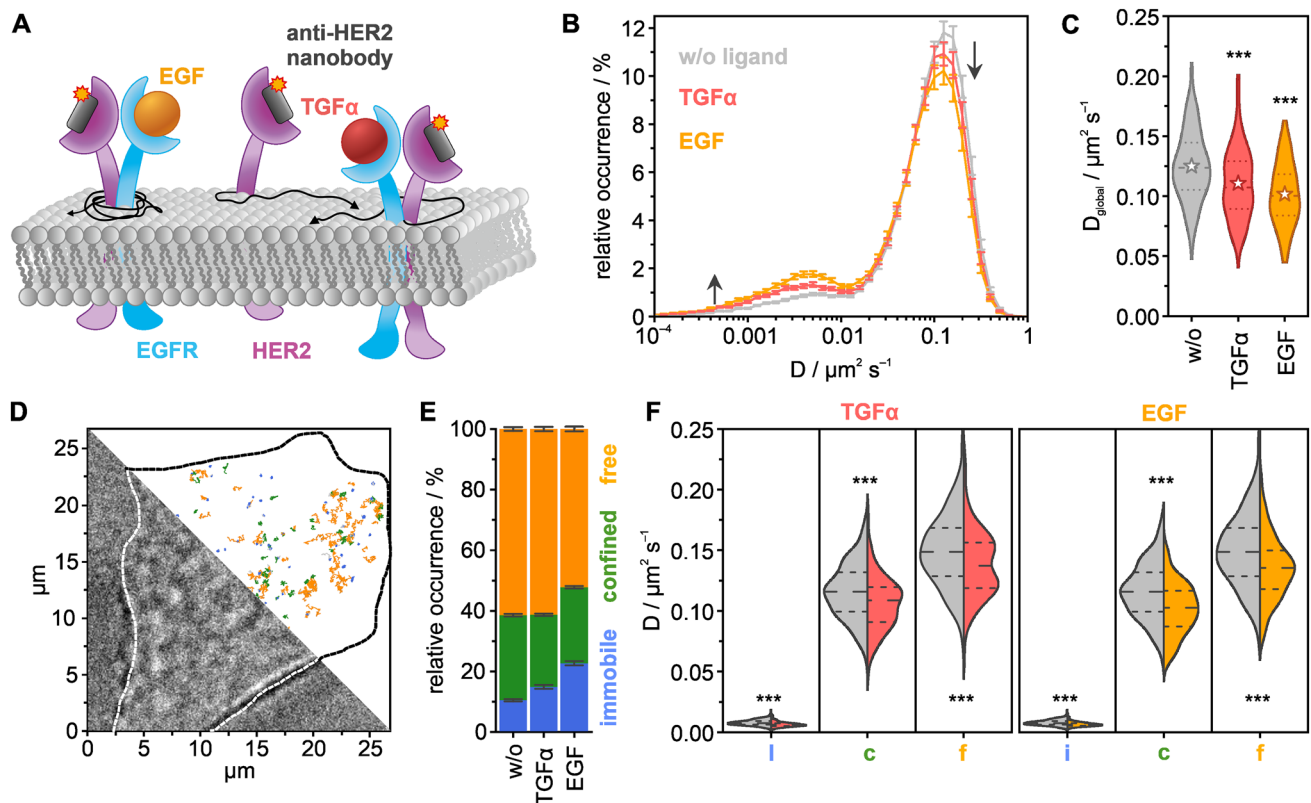 A
anti-HER2
nanobody
EGF
TGFα
EGFR
HER2
B
relative occurrence / %
12
10
8
6
4
2
0
w/o ligand
TGFα
EGF
10⁻⁴
0.001
0.01
0.1
1
D / µm² s⁻¹
C
D_global / µm² s⁻¹
0.25
0.20
0.15
0.10
0.05
0.00
***
***
w/o
TGFα
EGF
D
µm
25
20
15
10
5
0
0
5
10
15
20
25
µm
E
relative occurrence / %
100
80
60
40
20
0
w/o
TGFα
EGF
immobile
confined
free
F
TGFα
EGF
D / µm² s⁻¹
0.25
0.20
0.15
0.10
0.05
0.00
***
***
***
***
***
***
I
c
f
i
c
f